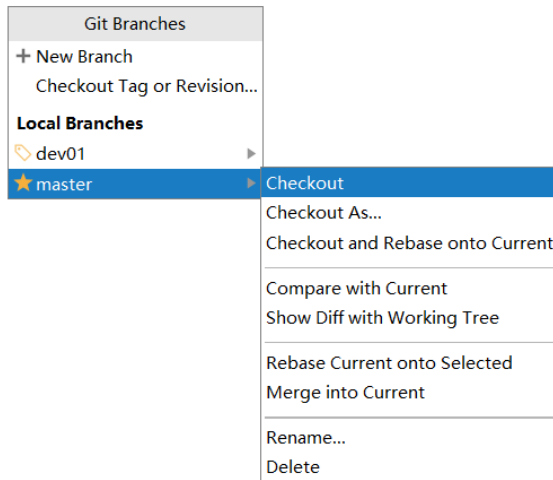 Git Branches
New Branch
Checkout Tag or Revision...
Local Branches
dev01
master
Checkout
Checkout As...
Checkout and Rebase onto Current
Compare with Current
Show Diff with Working Tree
Rebase Current onto Selected
Merge into Current
Rename...
Delete